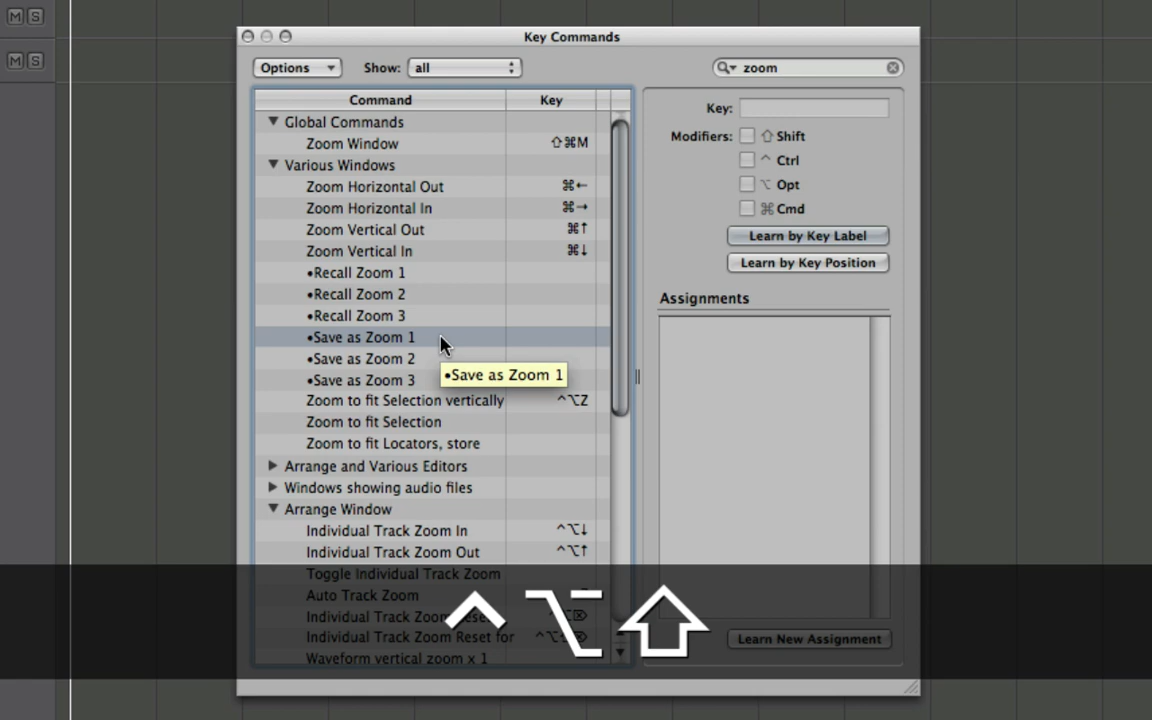 M S
Key Commands
Options Show: all zoom
Command Key
Key:
Global Commands
Zoom Window ⇧⌘M
Modifiers: ⇧ Shift
Various Windows
^ Ctrl
Zoom Horizontal Out ⌘←
⌥ Opt
Zoom Horizontal In ⌘→
⌘ Cmd
Zoom Vertical Out ⌘↑
Learn by Key Label
Zoom Vertical In ⌘↓
Learn by Key Position
•Recall Zoom 1
•Recall Zoom 2
Assignments
•Recall Zoom 3
•Save as Zoom 1
•Save as Zoom 2
•Save as Zoom 1
•Save as Zoom 3
Zoom to fit Selection vertically ^⌥Z
Zoom to fit Selection
Zoom to fit Locators, store
Arrange and Various Editors
Windows showing audio files
Arrange Window
Individual Track Zoom In ^⌥↓
Individual Track Zoom Out ^⌥↑
Toggle Individual Track Zoom
Auto Track Zoom
^ ⌥ ⇧
Individual Track Zoom
Individual Track Zoom Reset for
Learn New Assignment
Waveform vertical zoom x 1
M S